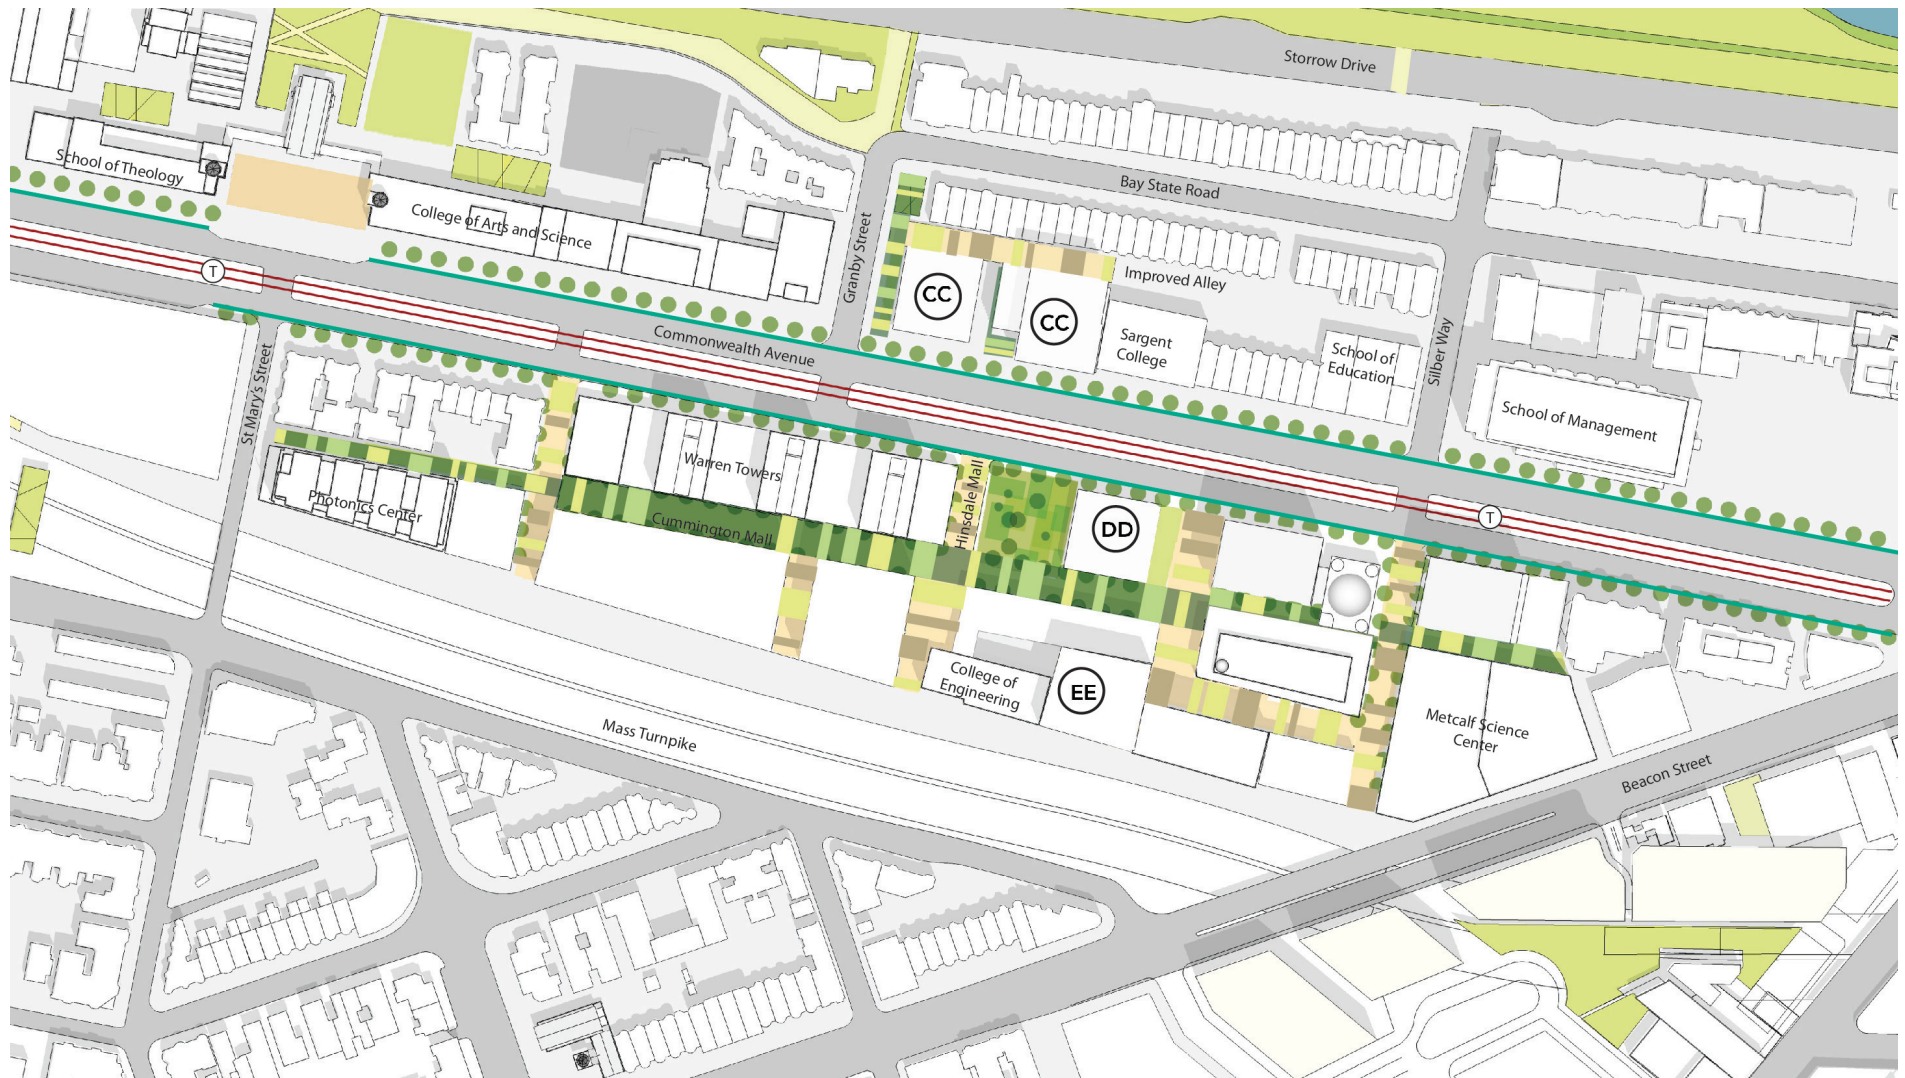 Storrow Drive
School of Theology
Bay State Road
College of Arts and Science
Granby Street
T
Improved Alley
CC
CC
Commonwealth Avenue
Sargent
College
School of
Education
Silber Way
St Mary's Street
School of Management
Warren Towers
Photonics Center
Hinsdale Mall
Cummington Mall
DD
T
College of
Engineering
EE
Metcalf Science
Center
Mass Turnpike
Beacon Street